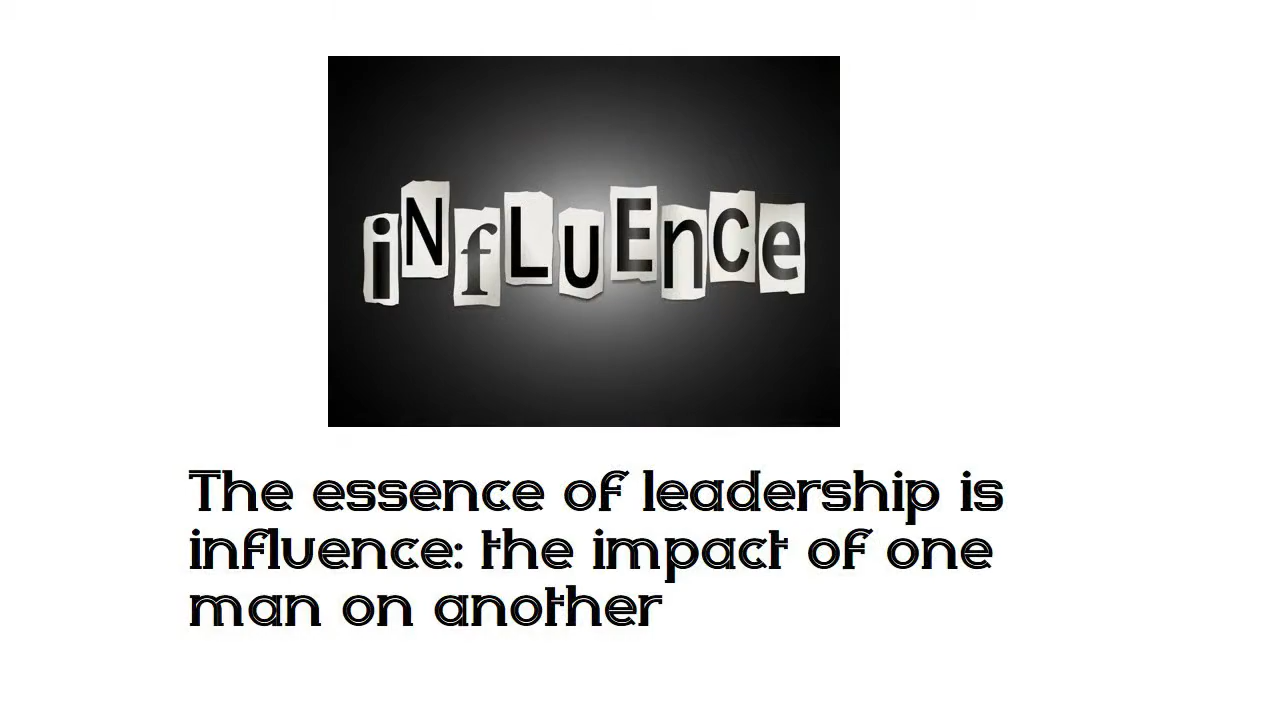 iNfLuEnCe
The essence of leadership is
influence: the impact of one
man on another